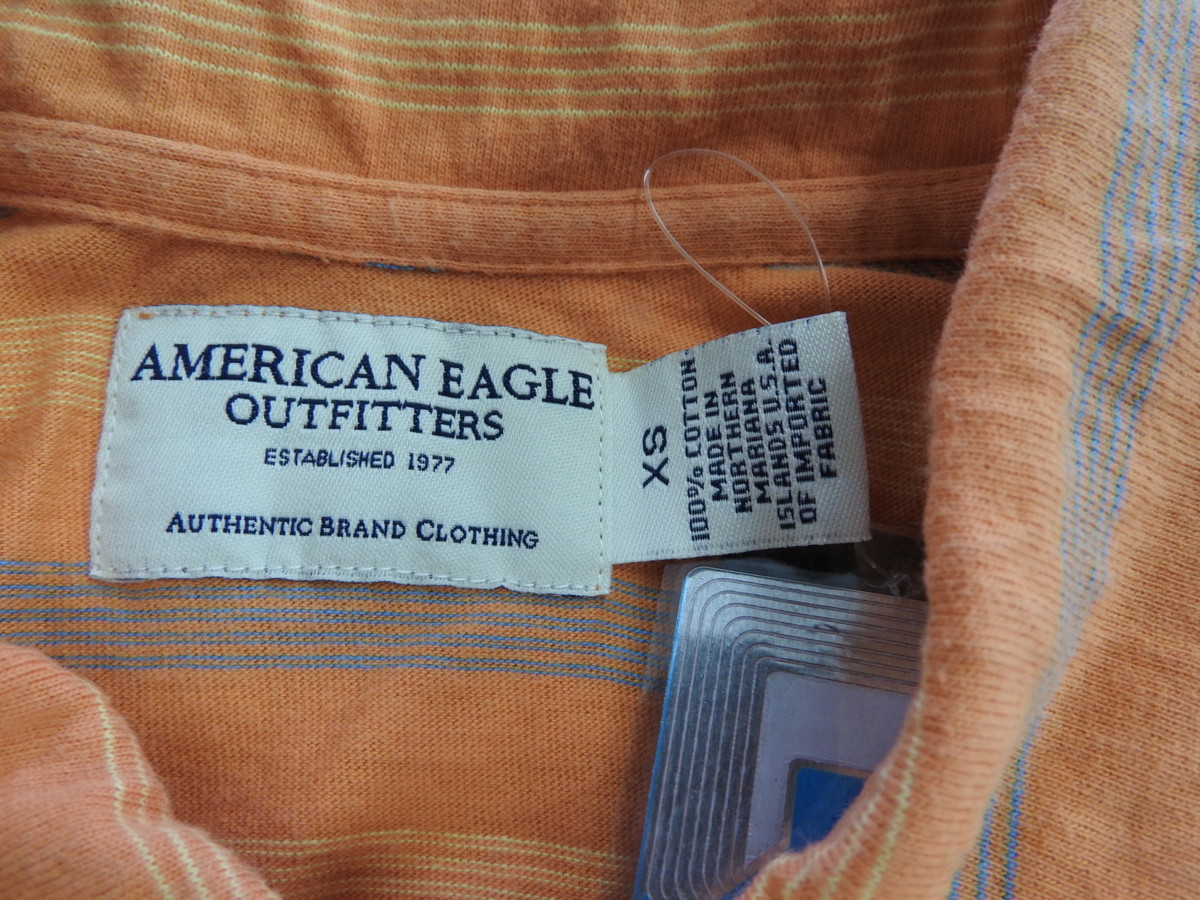 AMERICAN EAGLE
OUTFITTERS
ESTABLISHED 1977
AUTHENTIC BRAND CLOTHING
XS
100% COTTON
MADE IN
NORTHERN
MARIANA
ISLANDS U.S.A.
OF IMPORTED
FABRIC